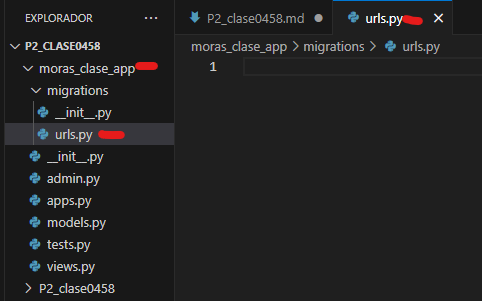 EXPLORADOR ···
P2_CLASE0458
moras_clase_app
migrations
__init__.py
urls.py
__init__.py
admin.py
apps.py
models.py
tests.py
views.py
P2_clase0458
P2_clase0458.md
urls.py
moras_clase_app > migrations > urls.py
1